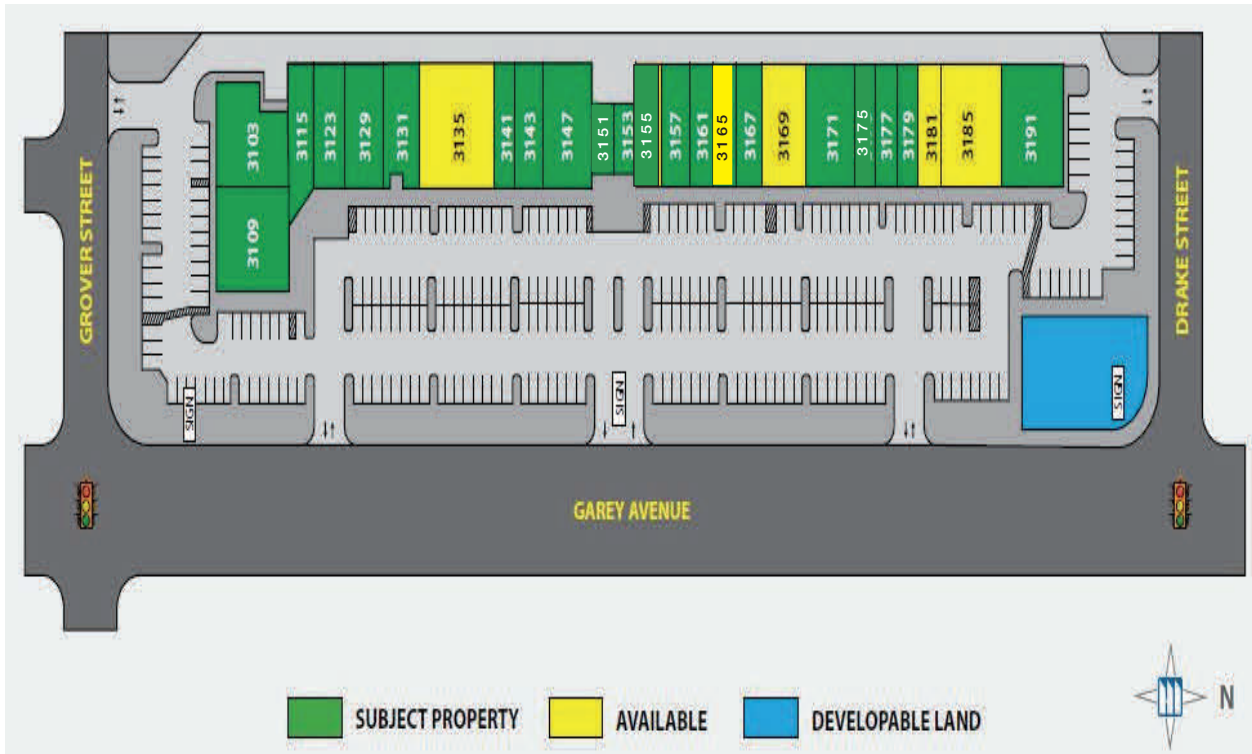 3103
3109
3115
3123
3129
3131
3135
3141
3143
3147
3151
3153
3155
3157
3161
3165
3167
3169
3171
3175
3177
3179
3181
3185
3191
GROVER STREET
DRAKE STREET
SIGN
SIGN
SIGN
GAREY AVENUE
N
SUBJECT PROPERTY
AVAILABLE
DEVELOPABLE LAND